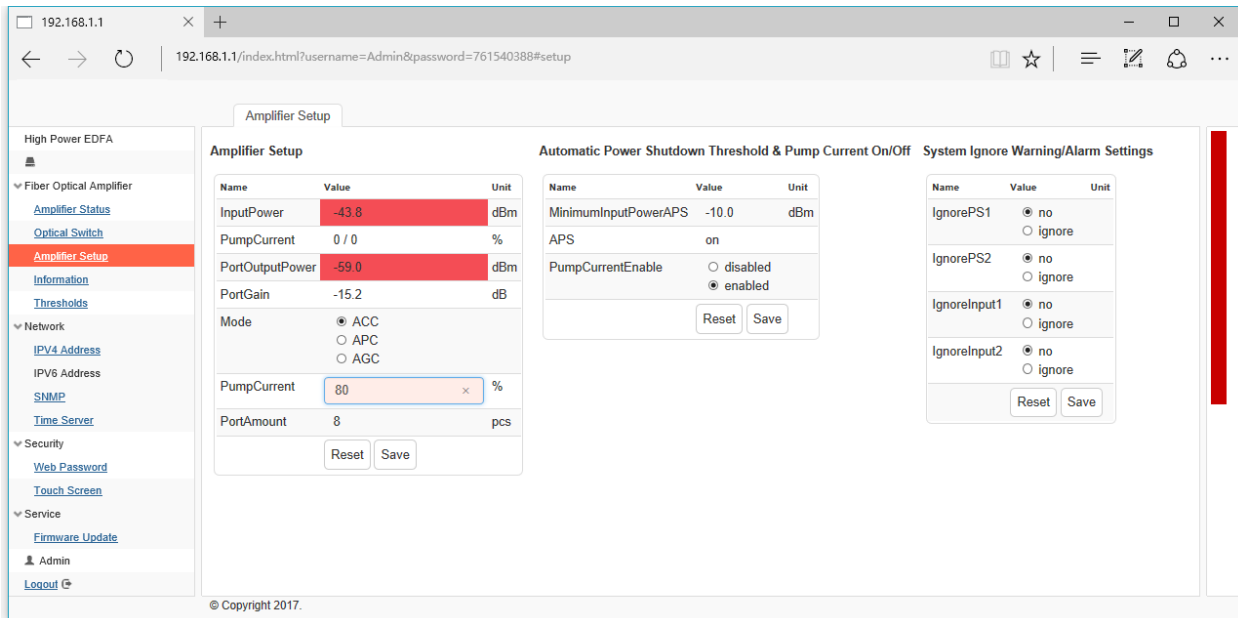 192.168.1.1
192.168.1.1/index.html?username=Admin&password=761540388#setup
Amplifier Setup
High Power EDFA
Fiber Optical Amplifier
Amplifier Status
Optical Switch
Amplifier Setup
Information
Thresholds
Network
IPV4 Address
IPV6 Address
SNMP
Time Server
Security
Web Password
Touch Screen
Service
Firmware Update
Admin
Logout
Amplifier Setup
Name Value Unit
InputPower -43.8 dBm
PumpCurrent 0 / 0 %
PortOutputPower -59.0 dBm
PortGain -15.2 dB
Mode ACC
APC
AGC
PumpCurrent 80 %
PortAmount 8 pcs
Reset Save
Automatic Power Shutdown Threshold & Pump Current On/Off
Name Value Unit
MinimumInputPowerAPS -10.0 dBm
APS on
PumpCurrentEnable disabled
enabled
Reset Save
System Ignore Warning/Alarm Settings
Name Value Unit
IgnorePS1 no
ignore
IgnorePS2 no
ignore
IgnoreInput1 no
ignore
IgnoreInput2 no
ignore
Reset Save
© Copyright 2017.